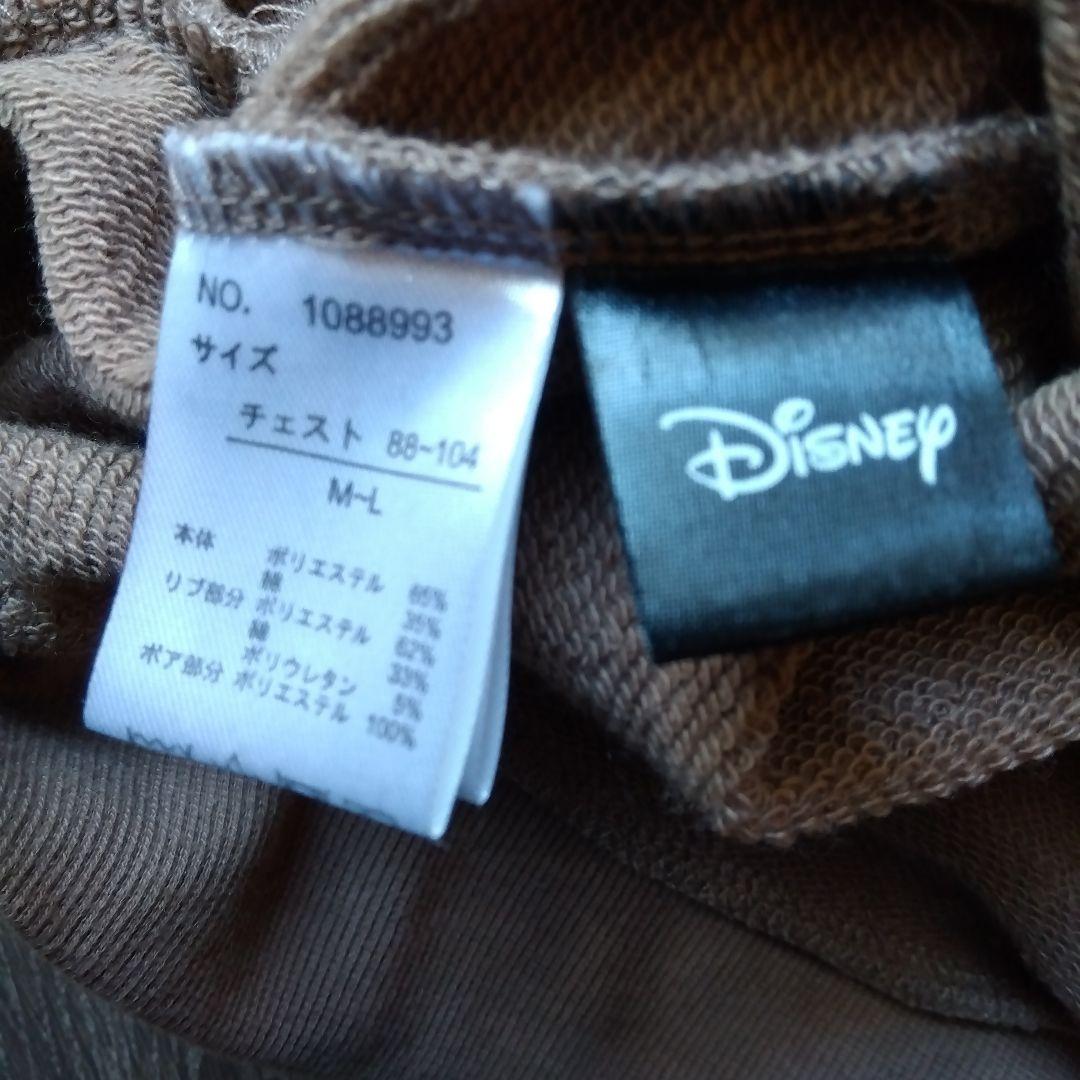 NO. 1088993
サイズ
チェスト 88~104
M~L
本体 ポリエステル 65%
綿 35%
リブ部分 ポリエステル 62%
綿 33%
ポリウレタン 5%
ボア部分 ポリエステル 100%
Disney